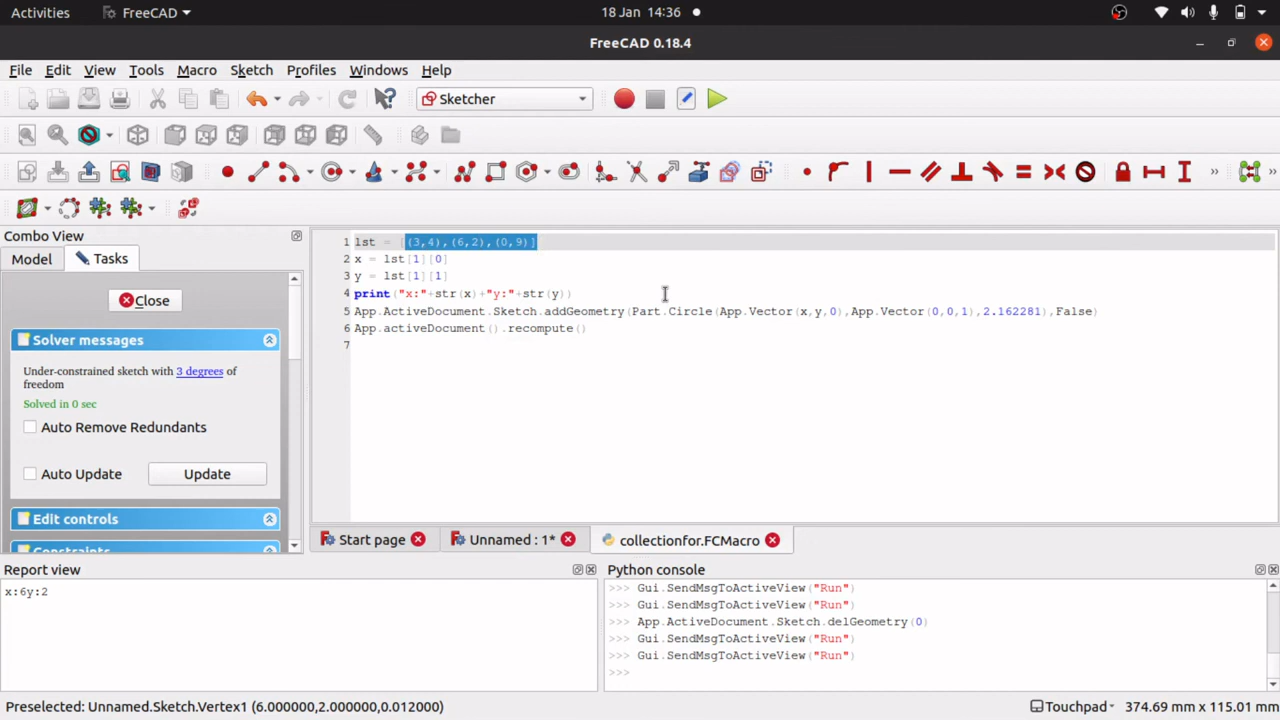 Activities FreeCAD 18 Jan 14:36
FreeCAD 0.18.4
File Edit View Tools Macro Sketch Profiles Windows Help
Sketcher
Combo View
Model Tasks
Close
Solver messages
Under-constrained sketch with 3 degrees of
freedom
Solved in 0 sec
Auto Remove Redundants
Auto Update Update
Edit controls
Constraints
1 lst = [(3,4),(6,2),(0,9)]
2 x = lst[1][0]
3 y = lst[1][1]
4 print("x:"+str(x)+"y:"+str(y))
5 App.ActiveDocument.Sketch.addGeometry(Part.Circle(App.Vector(x,y,0),App.Vector(0,0,1),2.162281),False)
6 App.activeDocument().recompute()
7
Start page Unnamed : 1* collectionfor.FCMacro
Report view
x:6y:2
Python console
>>> Gui.SendMsgToActiveView("Run")
>>> Gui.SendMsgToActiveView("Run")
>>> App.ActiveDocument.Sketch.delGeometry(0)
>>> Gui.SendMsgToActiveView("Run")
>>> Gui.SendMsgToActiveView("Run")
>>>
Preselected: Unnamed.Sketch.Vertex1 (6.000000,2.000000,0.012000) Touchpad 374.69 mm x 115.01 mm